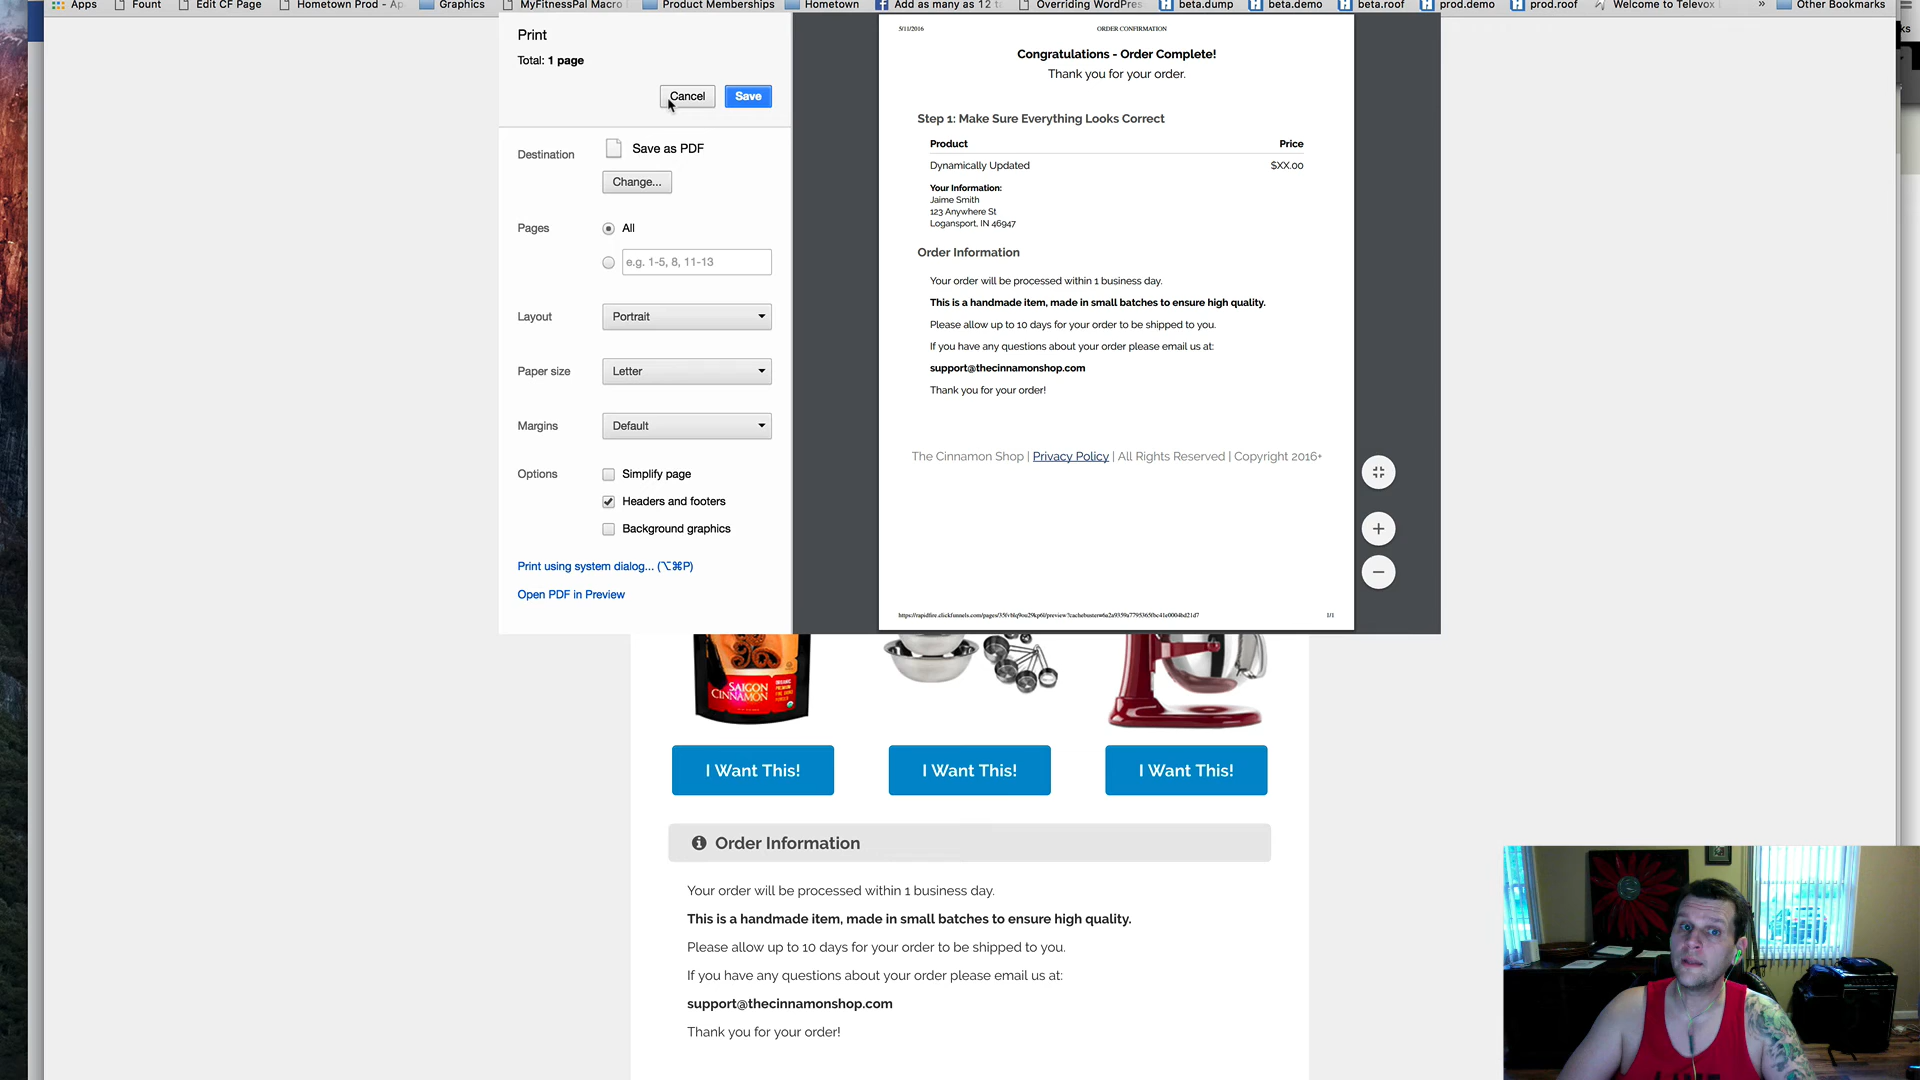 Apps Fount Edit CF Page Hometown Prod - Ap Graphics MyFitnessPal Macro Product Memberships Hometown Add as many as 12 ta Overriding WordPres beta.dump beta.demo beta.roof prod.demo prod.roof Welcome to Televox » Other Bookmarks
Print
Total: 1 page
Cancel Save
Destination Save as PDF
Change...
Pages All
e.g. 1-5, 8, 11-13
Layout Portrait
Paper size Letter
Margins Default
Options Simplify page
Headers and footers
Background graphics
Print using system dialog... (⌥⌘P)
Open PDF in Preview
5/11/2016 ORDER CONFIRMATION
Congratulations - Order Complete!
Thank you for your order.
Step 1: Make Sure Everything Looks Correct
Product Price
Dynamically Updated $XX.00
Your Information:
Jaime Smith
123 Anywhere St
Logansport, IN 46947
Order Information
Your order will be processed within 1 business day.
This is a handmade item, made in small batches to ensure high quality.
Please allow up to 10 days for your order to be shipped to you.
If you have any questions about your order please email us at:
support@thecinnamonshop.com
Thank you for your order!
The Cinnamon Shop | Privacy Policy | All Rights Reserved | Copyright 2016+
1/1
SAIGON
CINNAMON
I Want This! I Want This! I Want This!
Order Information
Your order will be processed within 1 business day.
This is a handmade item, made in small batches to ensure high quality.
Please allow up to 10 days for your order to be shipped to you.
If you have any questions about your order please email us at:
support@thecinnamonshop.com
Thank you for your order!